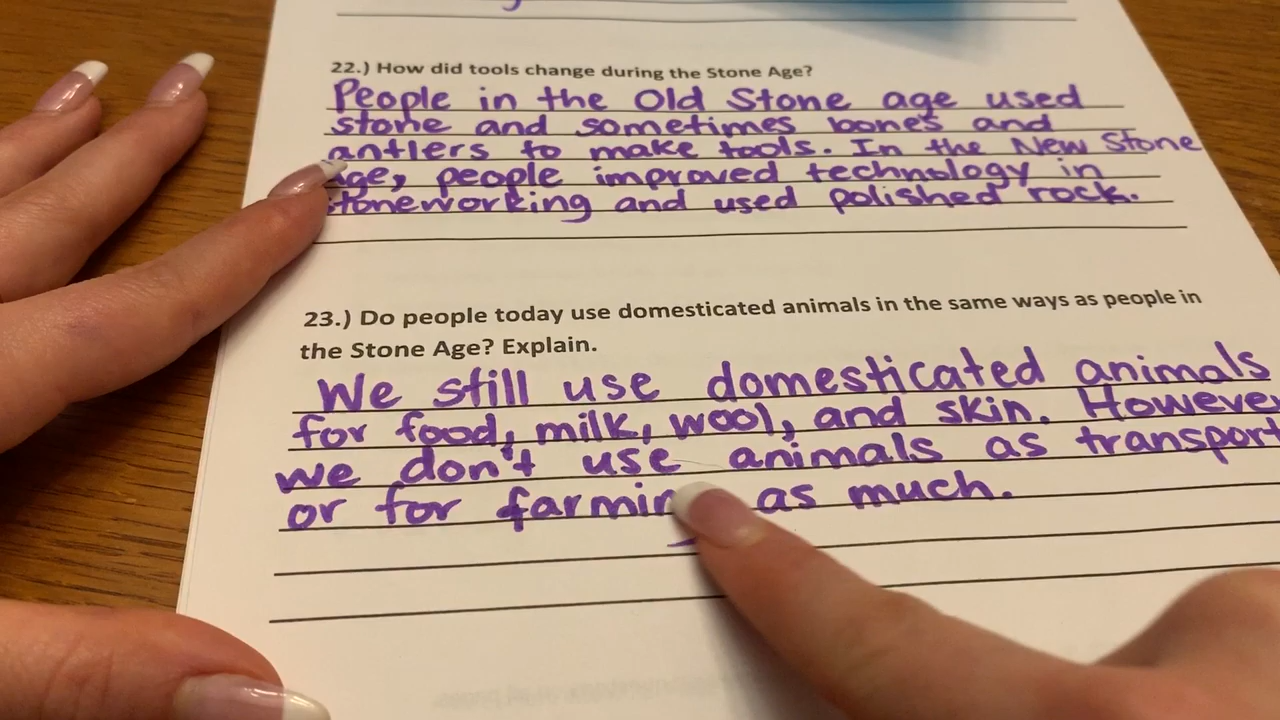 22.) How did tools change during the Stone Age?
People in the Old Stone age used
stone and sometimes bones and
antlers to make tools. In the New Stone
Age, people improved technology in
stoneworking and used polished rock.
23.) Do people today use domesticated animals in the same ways as people in
the Stone Age? Explain.
We still use domesticated animals
for food, milk, wool, and skin. However
we don't use animals as transport
or for farming as much.